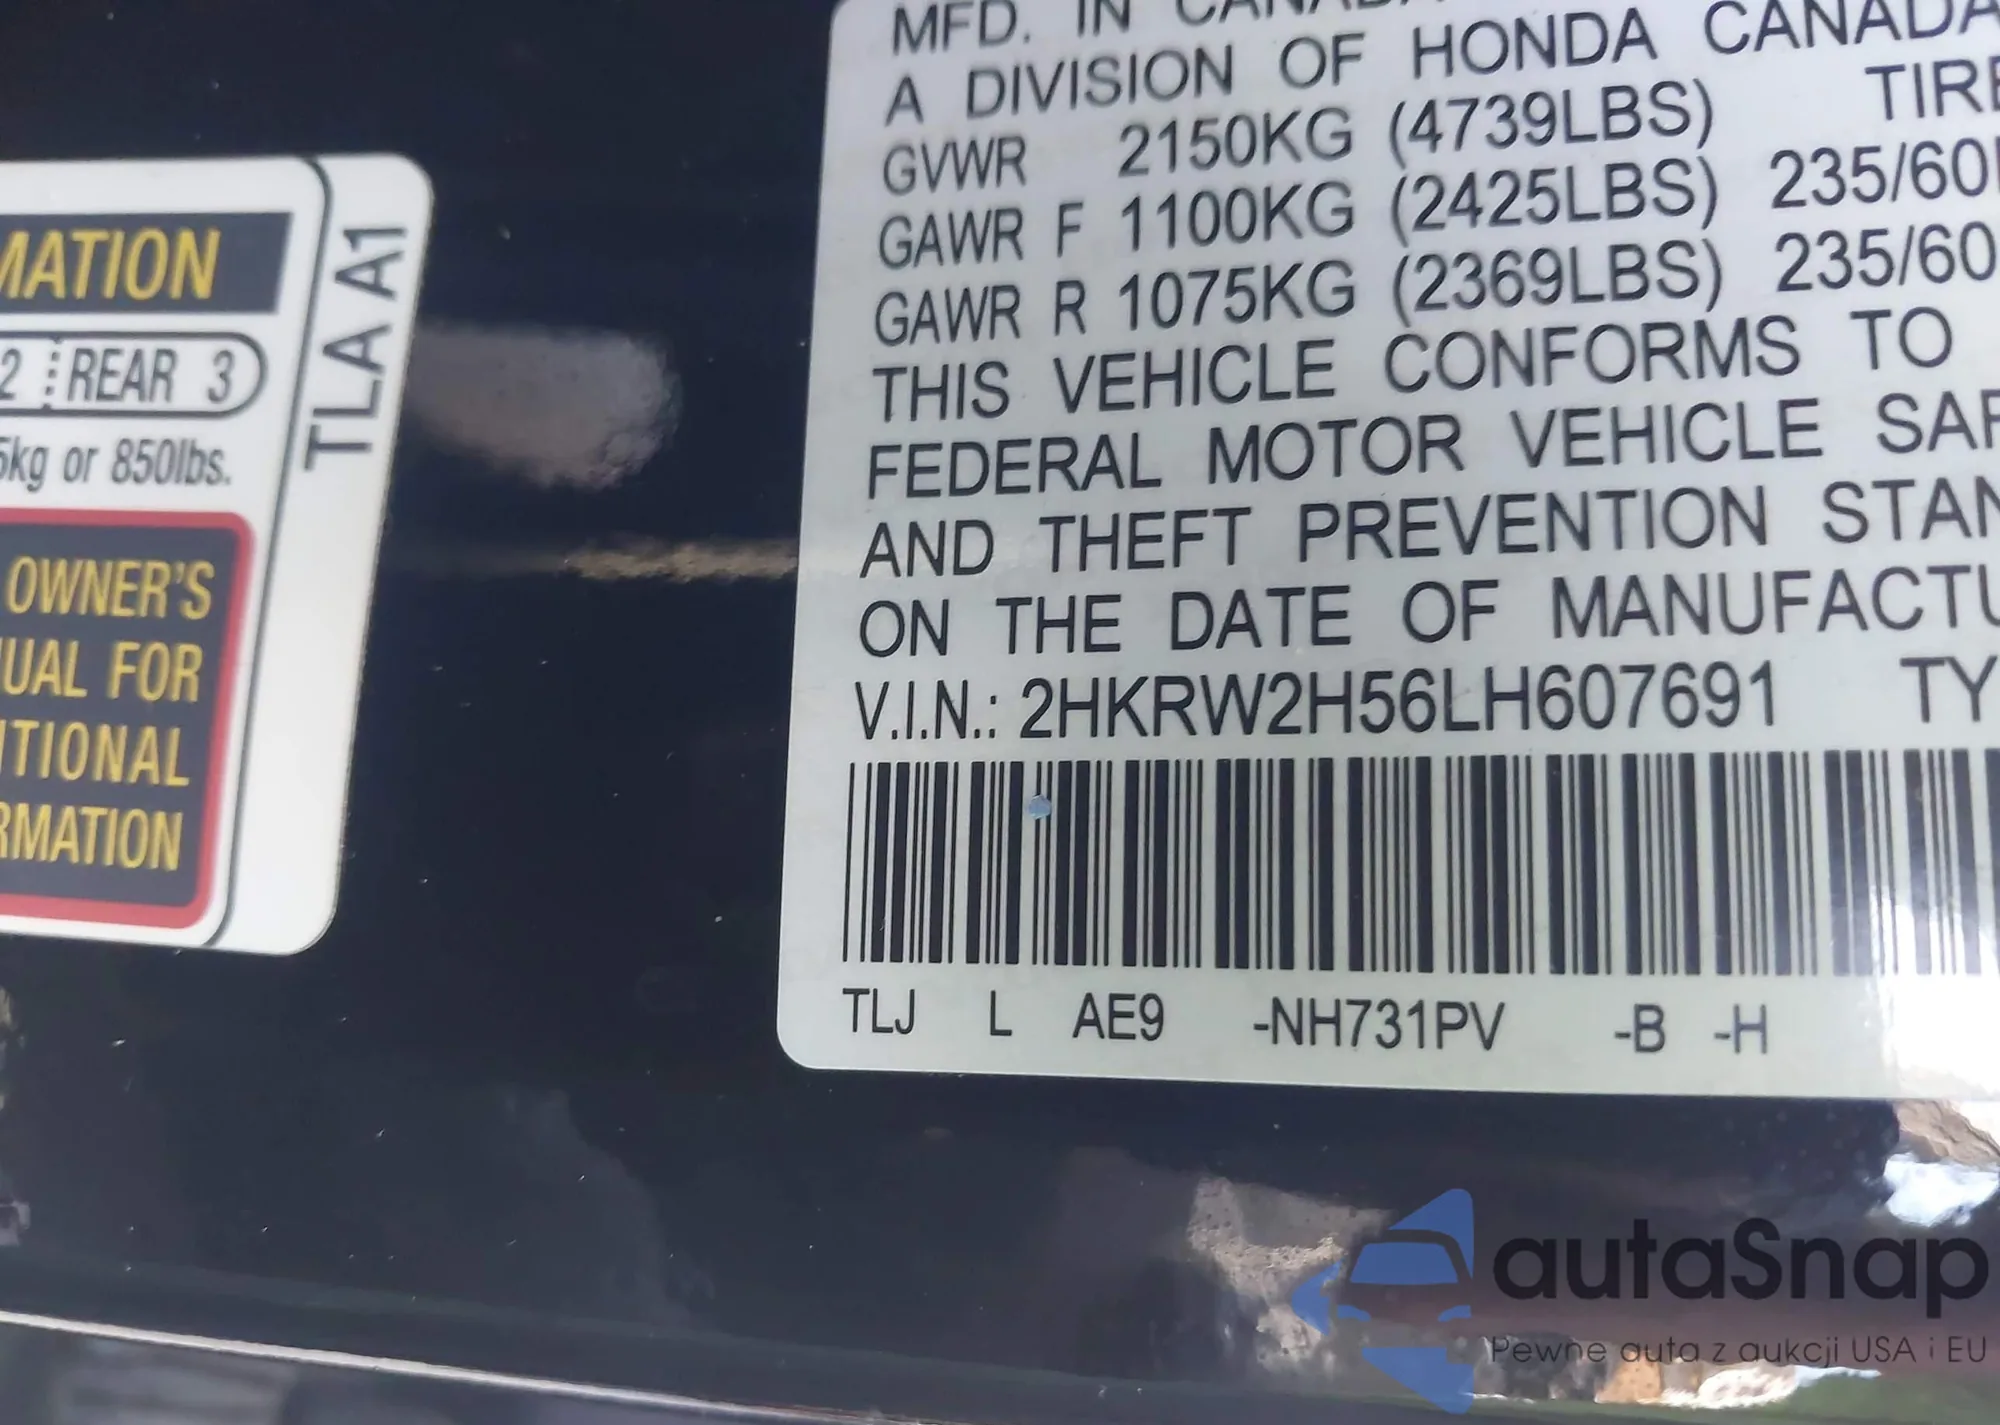 MATION
2 REAR 3
5kg or 850lbs.
OWNER'S
UAL FOR
ITIONAL
RMATION
TLA A1
MFD. IN CANADA
A DIVISION OF HONDA CANADA
GVWR 2150KG (4739LBS) TIRE
GAWR F 1100KG (2425LBS) 235/60
GAWR R 1075KG (2369LBS) 235/60
THIS VEHICLE CONFORMS TO
FEDERAL MOTOR VEHICLE SAF
AND THEFT PREVENTION STAN
ON THE DATE OF MANUFACTU
V.I.N.: 2HKRW2H56LH607691 TY
TLJ L AE9 -NH731PV -B -H
autaSnap
Pewne auta z aukcji USA i EU